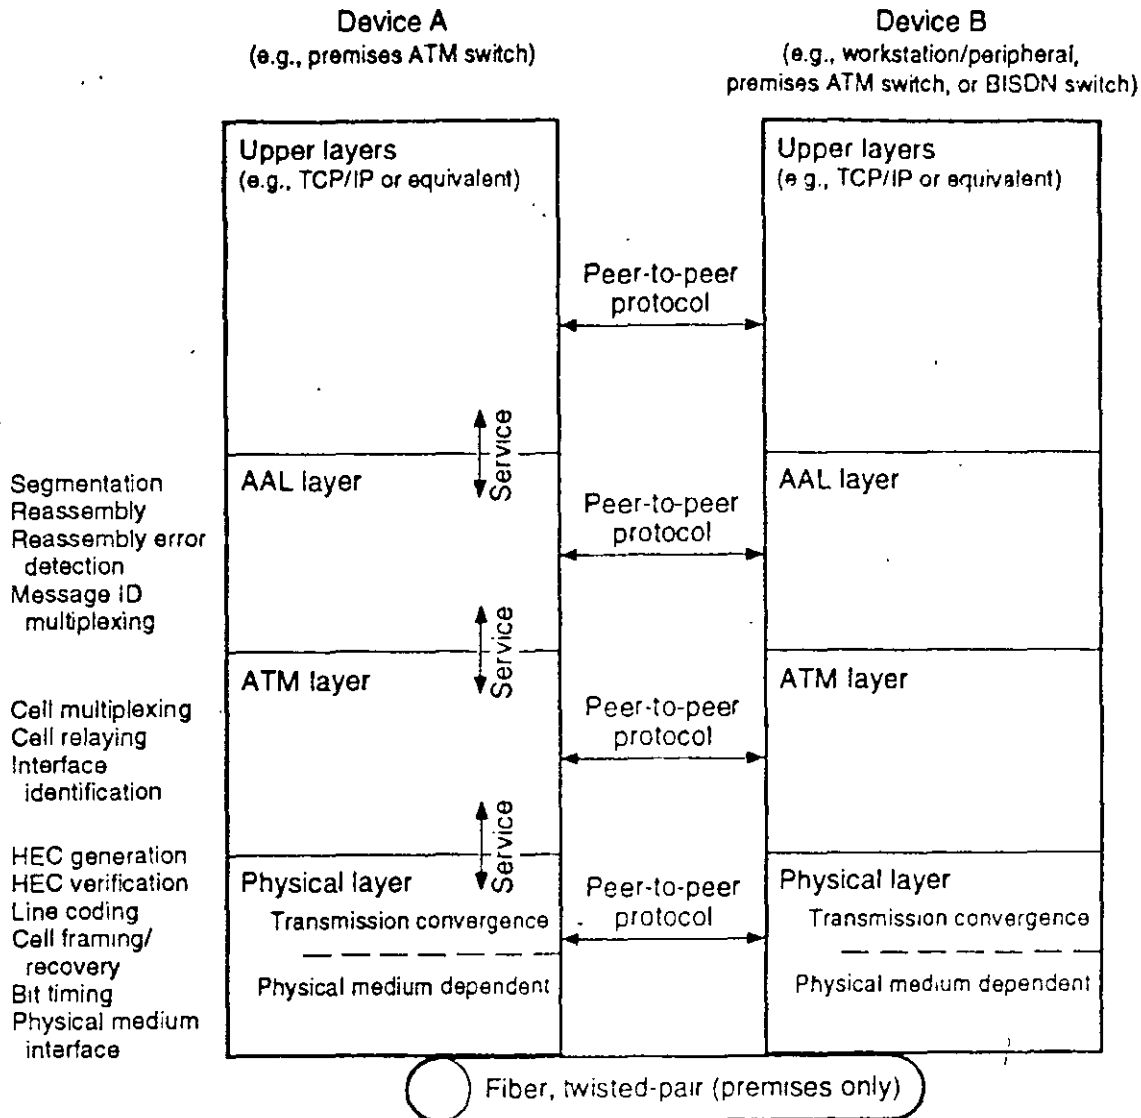 Device A
(e.g., premises ATM switch)
Device B
(e.g., workstation/peripheral,
premises ATM switch, or BISDN switch)
Upper layers
(e.g., TCP/IP or equivalent)
Upper layers
(e.g., TCP/IP or equivalent)
Peer-to-peer
protocol
Service
Segmentation
Reassembly
Reassembly error
detection
Message ID
multiplexing
AAL layer
Peer-to-peer
protocol
AAL layer
Service
Cell multiplexing
Cell relaying
Interface
identification
ATM layer
Peer-to-peer
protocol
ATM layer
Service
HEC generation
HEC verification
Line coding
Cell framing/
recovery
Bit timing
Physical medium
interface
Physical layer
Transmission convergence
Physical medium dependent
Peer-to-peer
protocol
Physical layer
Transmission convergence
Physical medium dependent
Fiber, twisted-pair (premises only)